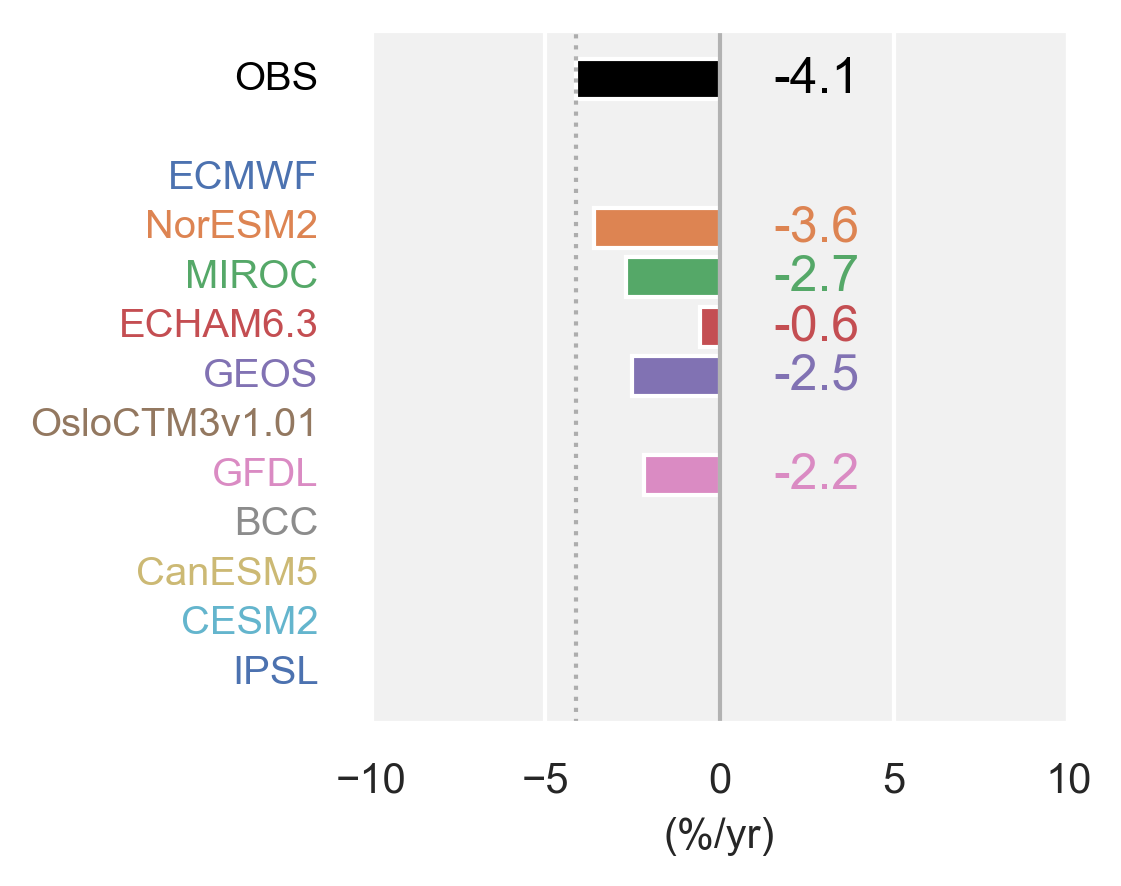 OBS -4.1
ECMWF
NorESM2 -3.6
MIROC -2.7
ECHAM6.3 -0.6
GEOS -2.5
OsloCTM3v1.01
GFDL -2.2
BCC
CanESM5
CESM2
IPSL
−10 −5 0 5 10
(%/yr)